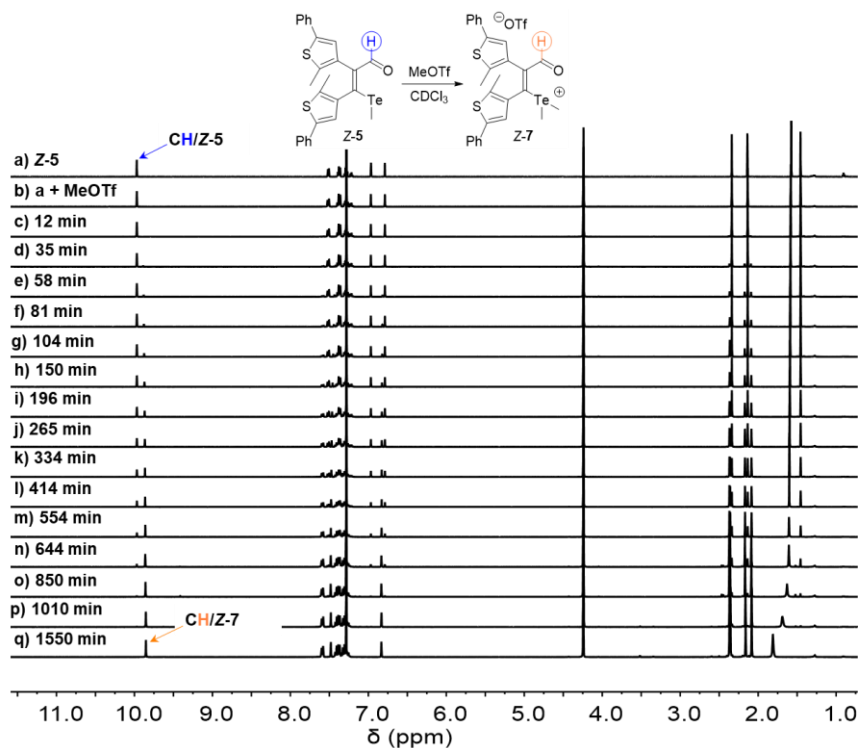 Ph
S
H
O
MeOTf
CDCl₃
S
Te
Ph
Z-5
Ph
⊖OTf
H
S
O
S
Te ⊕
Ph
Z-7
CH/Z-5
a) Z-5
b) a + MeOTf
c) 12 min
d) 35 min
e) 58 min
f) 81 min
g) 104 min
h) 150 min
i) 196 min
j) 265 min
k) 334 min
l) 414 min
m) 554 min
n) 644 min
o) 850 min
p) 1010 min
CH/Z-7
q) 1550 min
11.0 10.0 9.0 8.0 7.0 6.0 5.0 4.0 3.0 2.0 1.0
δ (ppm)